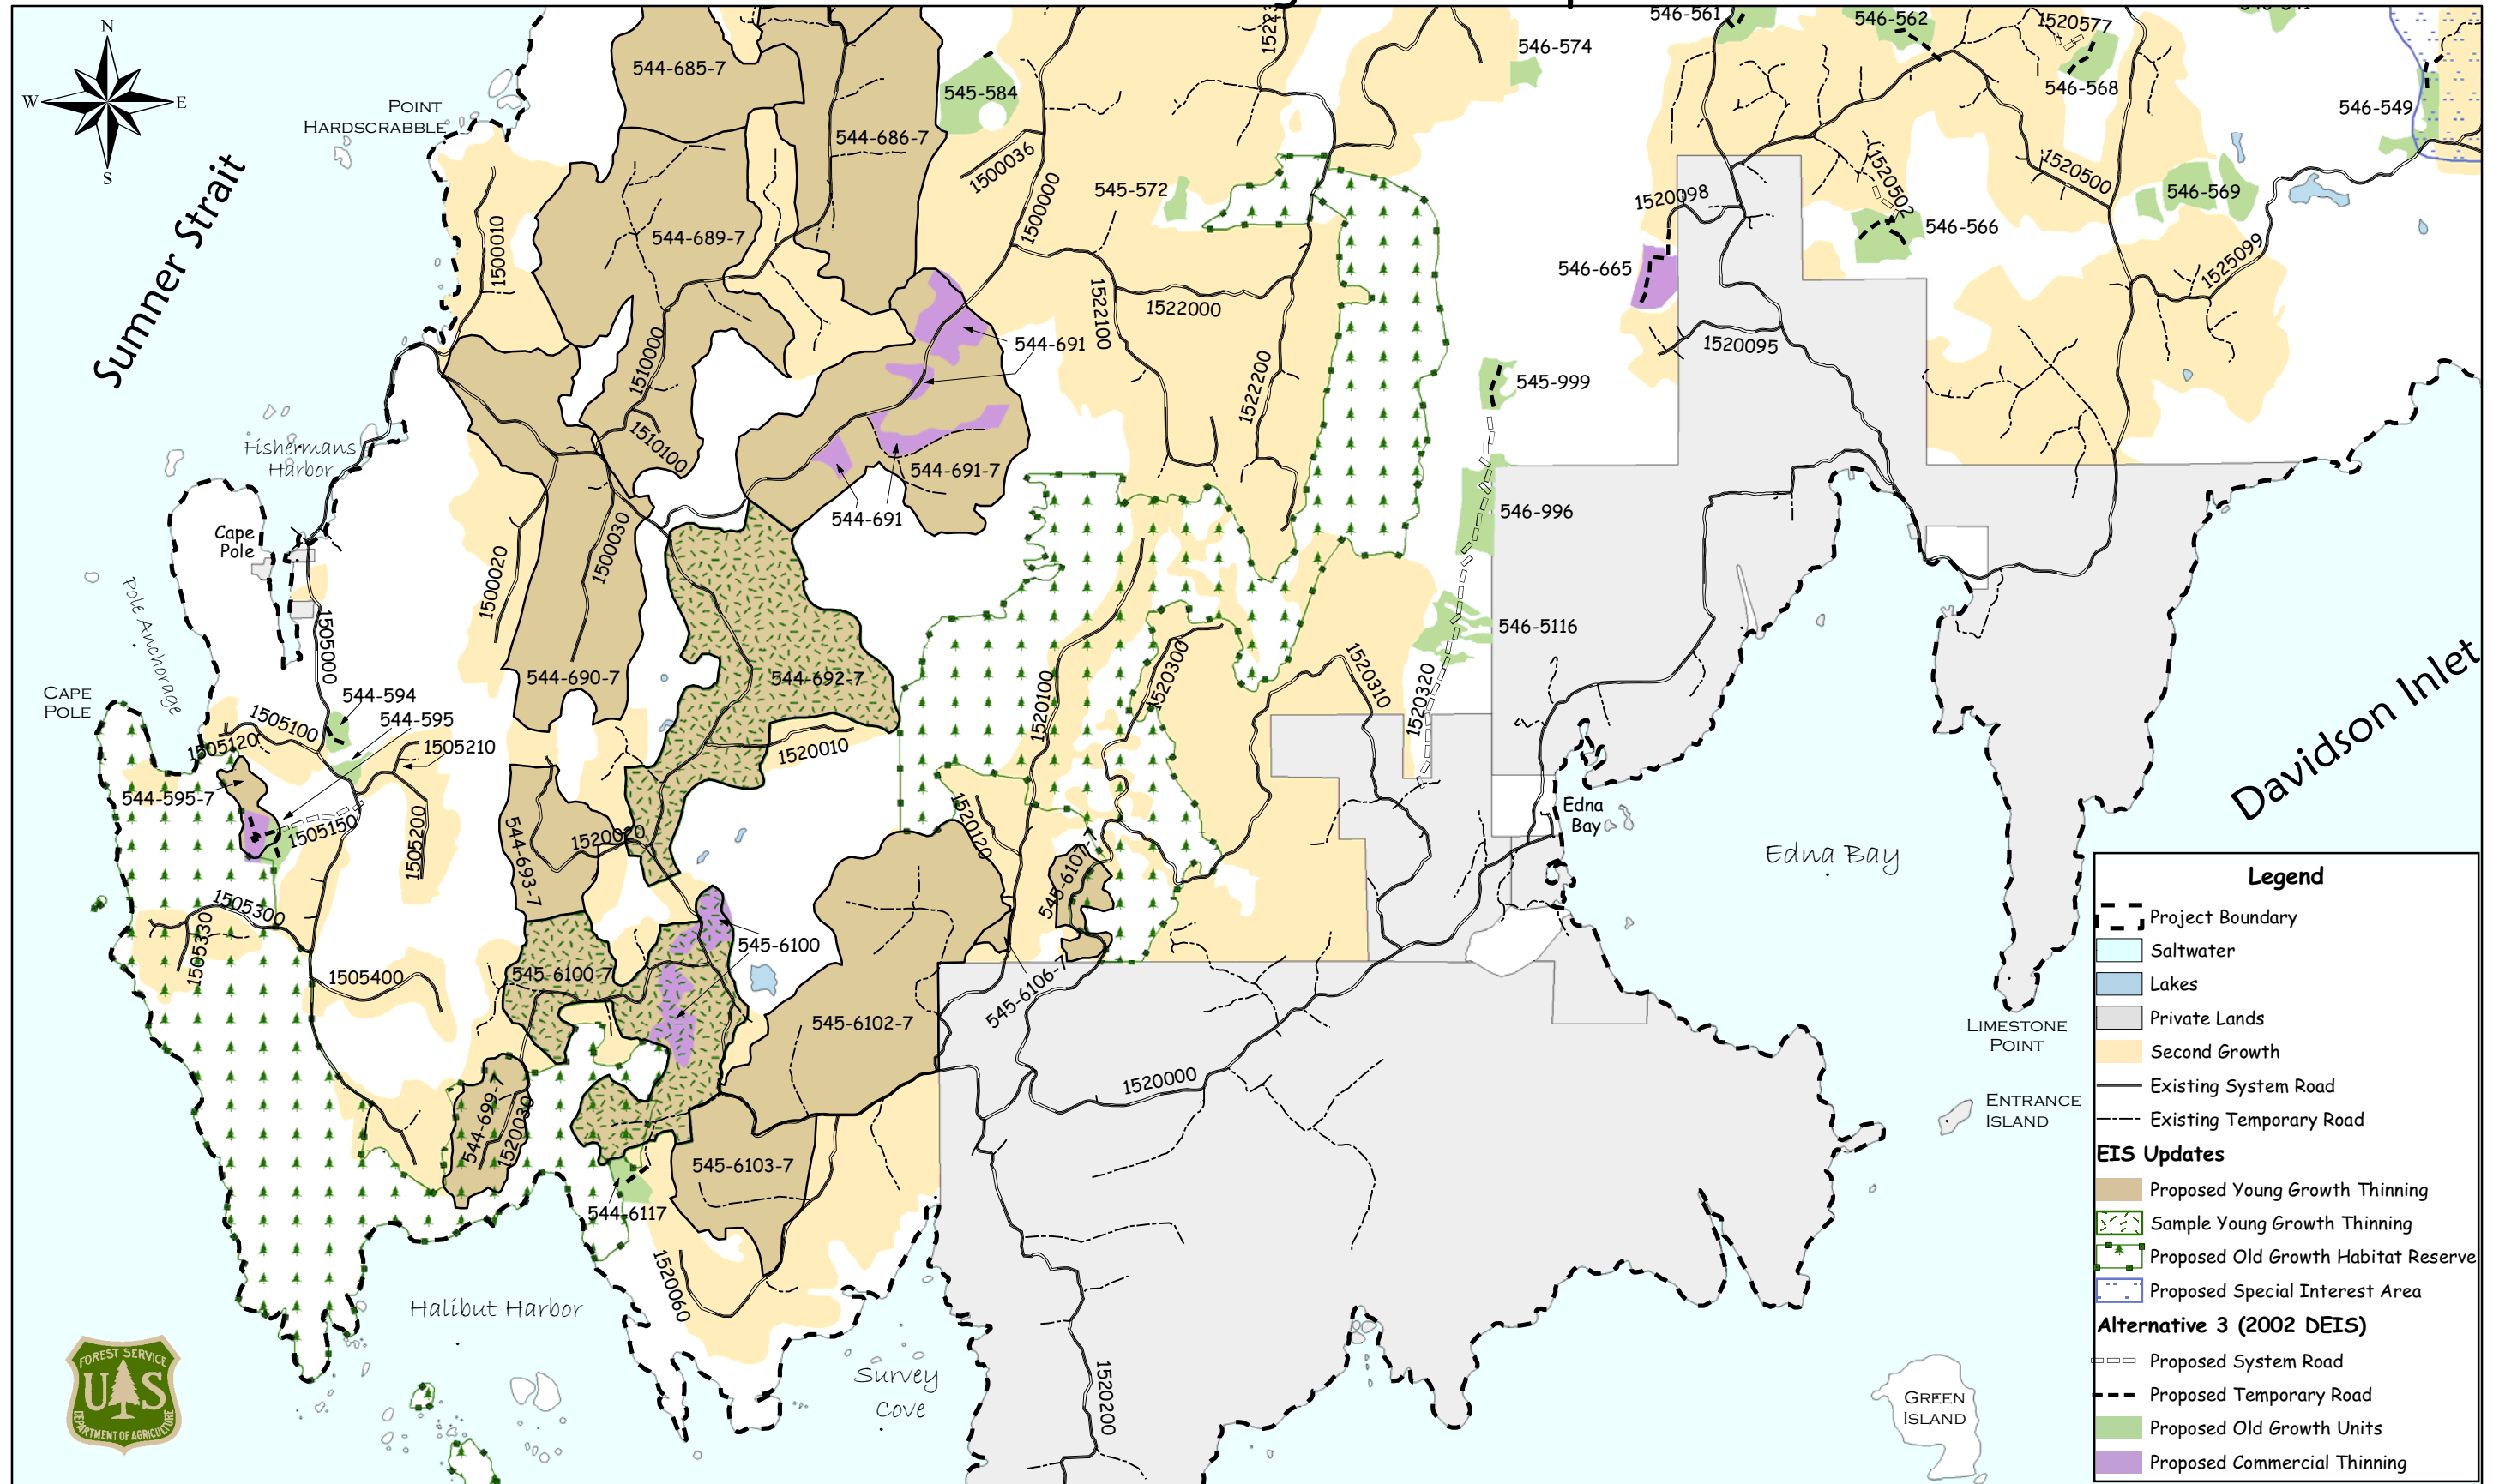 N
W
E
S
Sumner Strait
POINT
HARDSCRABBLE
Fishermans
Harbor
Cape
Pole
Pole Anchorage
CAPE
POLE
544-685-7
544-686-7
544-689-7
545-584
1500036
1500000
1500010
545-572
546-574
546-561
546-562
1520577
546-568
546-549
1520500
1520502
546-569
546-566
1520098
546-665
1525099
1520095
1522000
1522100
1522200
544-691
1510000
1510100
544-691-7
544-691
545-999
546-996
546-5116
1500020
1500030
544-690-7
544-692-7
1505000
544-594
544-595
1505100
1505120
1505210
544-595-7
1505150
1505200
1505300
1505330
1505400
1520010
1520020
544-693-7
1520100
1520120
1520300
1520310
1520320
545-6107-7
545-6106-7
545-6100
545-6100-7
545-6102-7
545-6103-7
544-699-7
1520030
544-6117
1520060
1520000
1520200
Edna
Bay
Edna Bay
Davidson Inlet
LIMESTONE
POINT
ENTRANCE
ISLAND
GREEN
ISLAND
Halibut Harbor
Survey
Cove
FOREST SERVICE
U S
DEPARTMENT OF AGRICULTURE
Legend
Project Boundary
Saltwater
Lakes
Private Lands
Second Growth
Existing System Road
Existing Temporary Road
EIS Updates
Proposed Young Growth Thinning
Sample Young Growth Thinning
Proposed Old Growth Habitat Reserve
Proposed Special Interest Area
Alternative 3 (2002 DEIS)
Proposed System Road
Proposed Temporary Road
Proposed Old Growth Units
Proposed Commercial Thinning